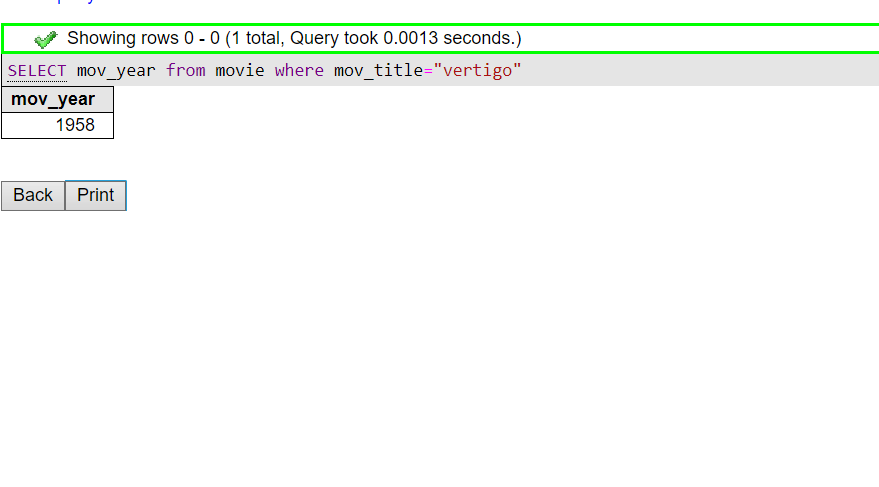 Showing rows 0 - 0 (1 total, Query took 0.0013 seconds.)
SELECT mov_year from movie where mov_title="vertigo"
mov_year
1958
Back Print